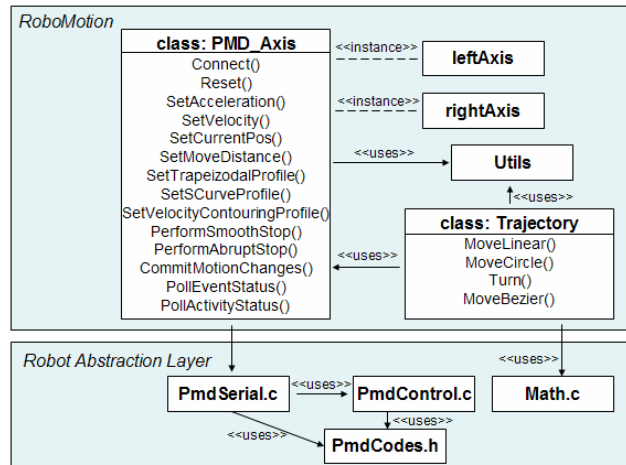 RoboMotion
class: PMD_Axis
Connect()
Reset()
SetAcceleration()
SetVelocity()
SetCurrentPos()
SetMoveDistance()
SetTrapeizodalProfile()
SetSCurveProfile()
SetVelocityContouringProfile()
PerformSmoothStop()
PerformAbruptStop()
CommitMotionChanges()
PollEventStatus()
PollActivityStatus()
<<instance>>
leftAxis
<<instance>>
rightAxis
<<uses>>
Utils
<<uses>>
class: Trajectory
MoveLinear()
MoveCircle()
Turn()
MoveBezier()
<<uses>>
Robot Abstraction Layer
<<uses>>
PmdSerial.c
<<uses>>
PmdControl.c
Math.c
<<uses>>
<<uses>>
PmdCodes.h